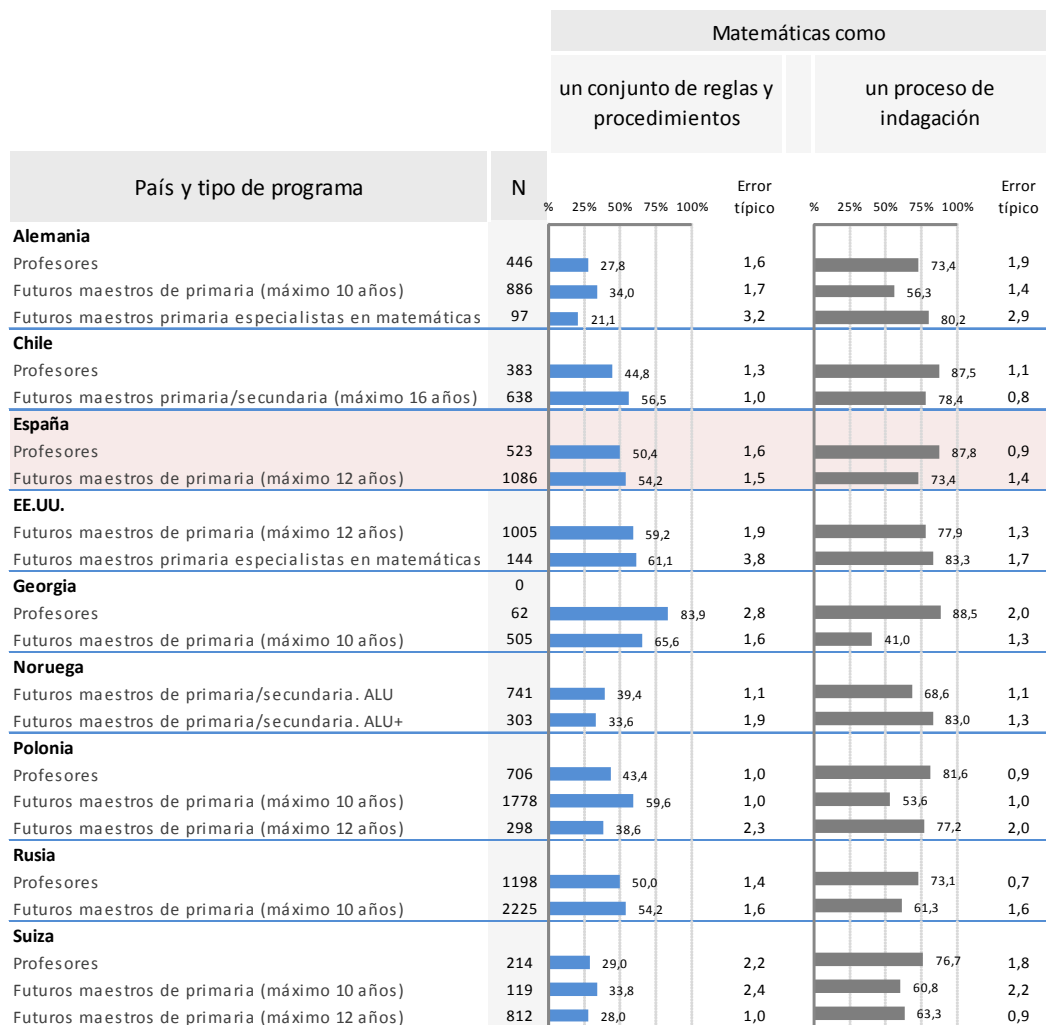 Matemáticas como
un conjunto de reglas y procedimientos un proceso de indagación
País y tipo de programa N % 25% 50% 75% 100% Error típico % 25% 50% 75% 100% Error típico
Alemania
Profesores 446 27,8 1,6 73,4 1,9
Futuros maestros de primaria (máximo 10 años) 886 34,0 1,7 56,3 1,4
Futuros maestros primaria especialistas en matemáticas 97 21,1 3,2 80,2 2,9
Chile
Profesores 383 44,8 1,3 87,5 1,1
Futuros maestros primaria/secundaria (máximo 16 años) 638 56,5 1,0 78,4 0,8
España
Profesores 523 50,4 1,6 87,8 0,9
Futuros maestros de primaria (máximo 12 años) 1086 54,2 1,5 73,4 1,4
EE.UU.
Futuros maestros de primaria (máximo 12 años) 1005 59,2 1,9 77,9 1,3
Futuros maestros primaria especialistas en matemáticas 144 61,1 3,8 83,3 1,7
Georgia 0
Profesores 62 83,9 2,8 88,5 2,0
Futuros maestros de primaria (máximo 10 años) 505 65,6 1,6 41,0 1,3
Noruega
Futuros maestros de primaria/secundaria. ALU 741 39,4 1,1 68,6 1,1
Futuros maestros de primaria/secundaria. ALU+ 303 33,6 1,9 83,0 1,3
Polonia
Profesores 706 43,4 1,0 81,6 0,9
Futuros maestros de primaria (máximo 10 años) 1778 59,6 1,0 53,6 1,0
Futuros maestros de primaria (máximo 12 años) 298 38,6 2,3 77,2 2,0
Rusia
Profesores 1198 50,0 1,4 73,1 0,7
Futuros maestros de primaria (máximo 10 años) 2225 54,2 1,6 61,3 1,6
Suiza
Profesores 214 29,0 2,2 76,7 1,8
Futuros maestros de primaria (máximo 10 años) 119 33,8 2,4 60,8 2,2
Futuros maestros de primaria (máximo 12 años) 812 28,0 1,0 63,3 0,9